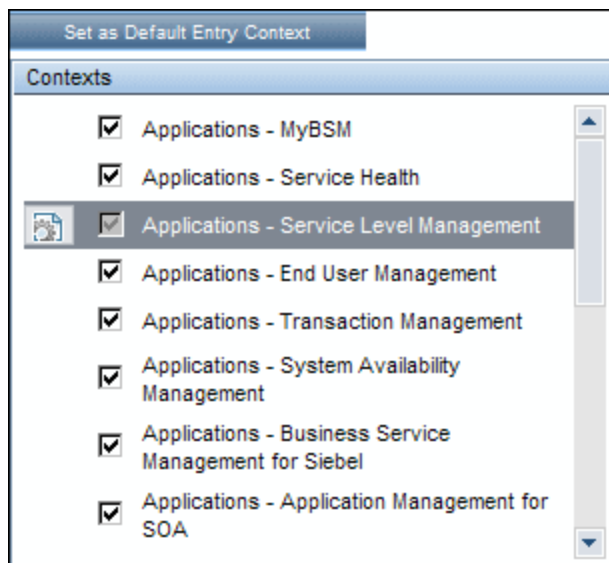 Set as Default Entry Context
Contexts
Applications - MyBSM
Applications - Service Health
Applications - Service Level Management
Applications - End User Management
Applications - Transaction Management
Applications - System Availability
Management
Applications - Business Service
Management for Siebel
Applications - Application Management for
SOA